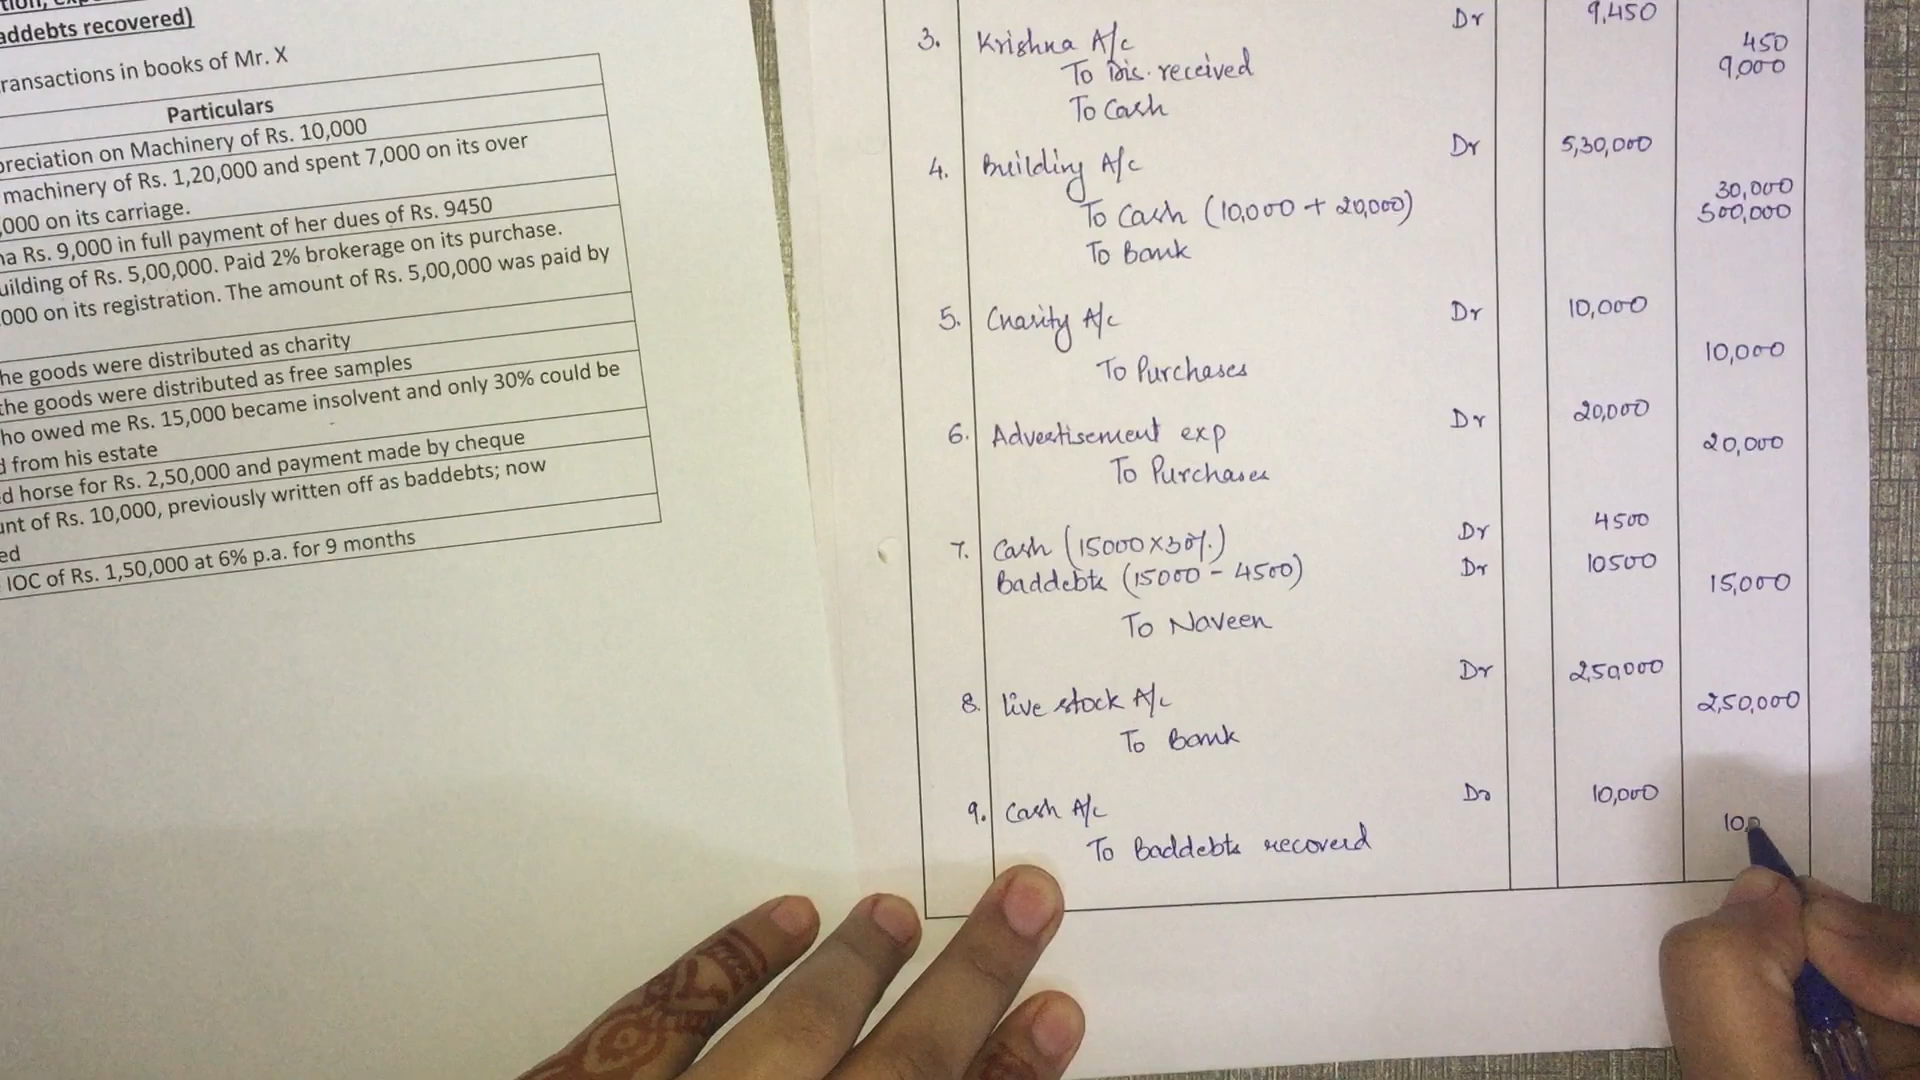 addebts recovered)
ransactions in books of Mr. X
Particulars
preciation on Machinery of Rs. 10,000
machinery of Rs. 1,20,000 and spent 7,000 on its over
,000 on its carriage.
na Rs. 9,000 in full payment of her dues of Rs. 9450
uilding of Rs. 5,00,000. Paid 2% brokerage on its purchase.
000 on its registration. The amount of Rs. 5,00,000 was paid by
he goods were distributed as charity
the goods were distributed as free samples
ho owed me Rs. 15,000 became insolvent and only 30% could be
d from his estate
d horse for Rs. 2,50,000 and payment made by cheque
unt of Rs. 10,000, previously written off as baddebts; now
ed
IOC of Rs. 1,50,000 at 6% p.a. for 9 months
3. Krishna A/c Dr 9,450
To Dis. received 450
To Cash 9,000
4. Building A/c Dr 5,30,000
To Cash (10,000 + 20,000) 30,000
To Bank 500,000
5. Charity A/c Dr 10,000
To Purchases 10,000
6. Advertisement exp Dr 20,000
To Purchases 20,000
7. Cash (15000 x 30%.) Dr 4500
Baddebts (15000 - 4500) Dr 10500
To Naveen 15,000
8. live stock A/c Dr 2,50,000
To Bank 2,50,000
9. Cash A/c Dr 10,000
To Baddebts recoverd 10,